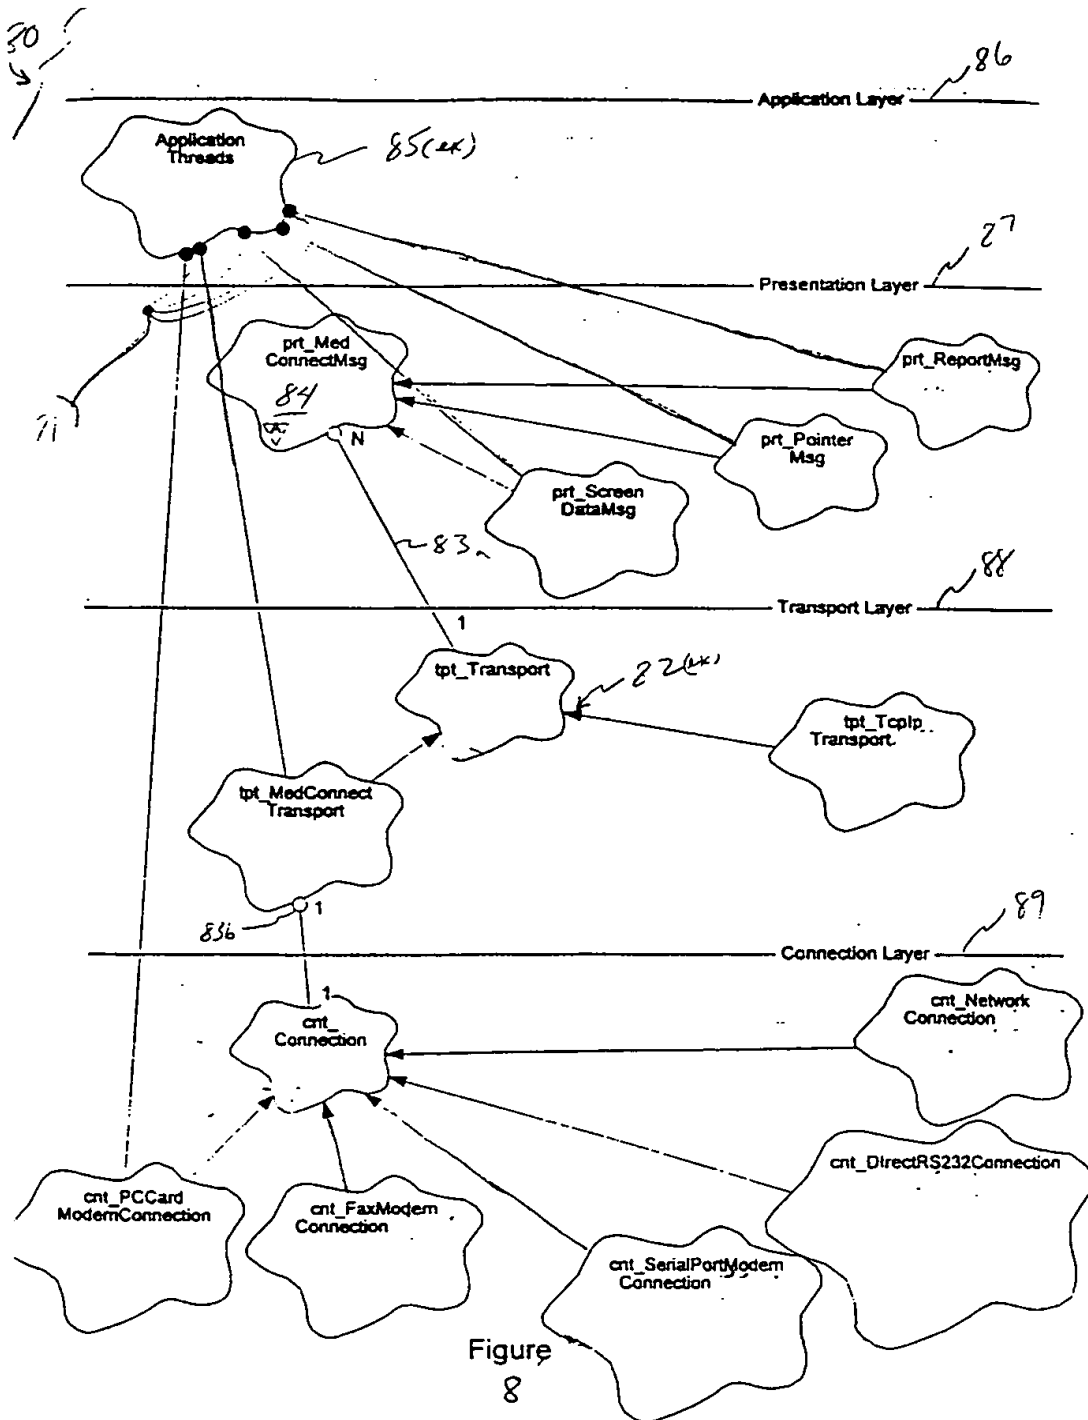 30
86
Application Layer
Application
Threads
85(ex)
27
Presentation Layer
prt_Med
ConnectMsg
84
N
prt_ReportMsg
prt_Pointer
Msg
prt_Screen
DataMsg
83a
88
Transport Layer
1
tpt_Transport
22(ex)
tpt_TcpIp
Transport
tpt_MedConnect
Transport
1
83b
89
Connection Layer
1
cnt_
Connection
cnt_Network
Connection
cnt_DirectRS232Connection
cnt_PCCard
ModemConnection
cnt_FaxModem
Connection
cnt_SerialPortModem
Connection
Figure
8